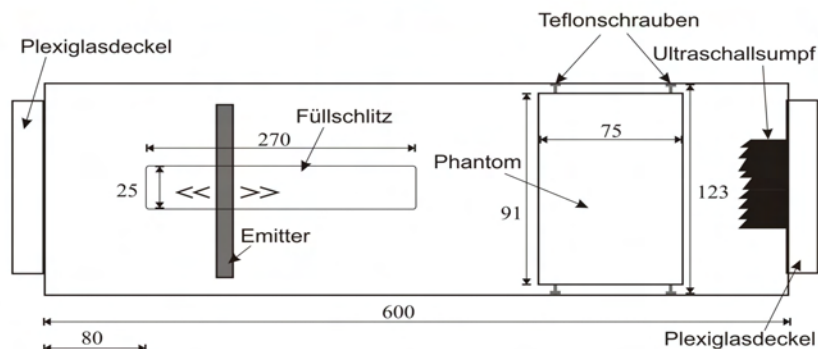 Teflonschrauben
Plexiglasdeckel
Ultraschallsumpf
Füllschlitz
270
75
Phantom
25
<< >>
91
123
Emitter
600
Plexiglasdeckel
80